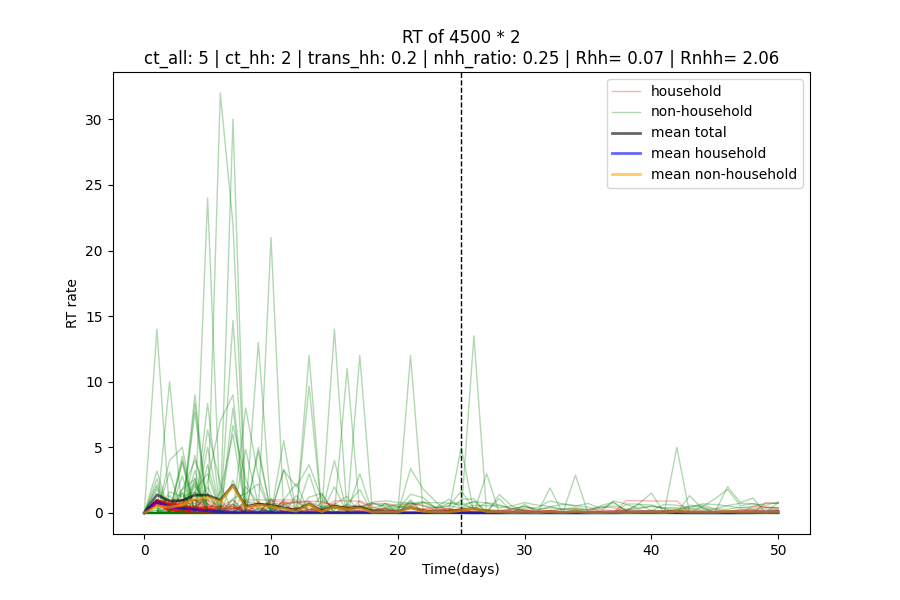 RT of 4500 * 2
ct_all: 5 | ct_hh: 2 | trans_hh: 0.2 | nhh_ratio: 0.25 | Rhh= 0.07 | Rnhh= 2.06
household
non-household
mean total
mean household
mean non-household
RT rate
30
25
20
15
10
5
0
0 10 20 30 40 50
Time(days)